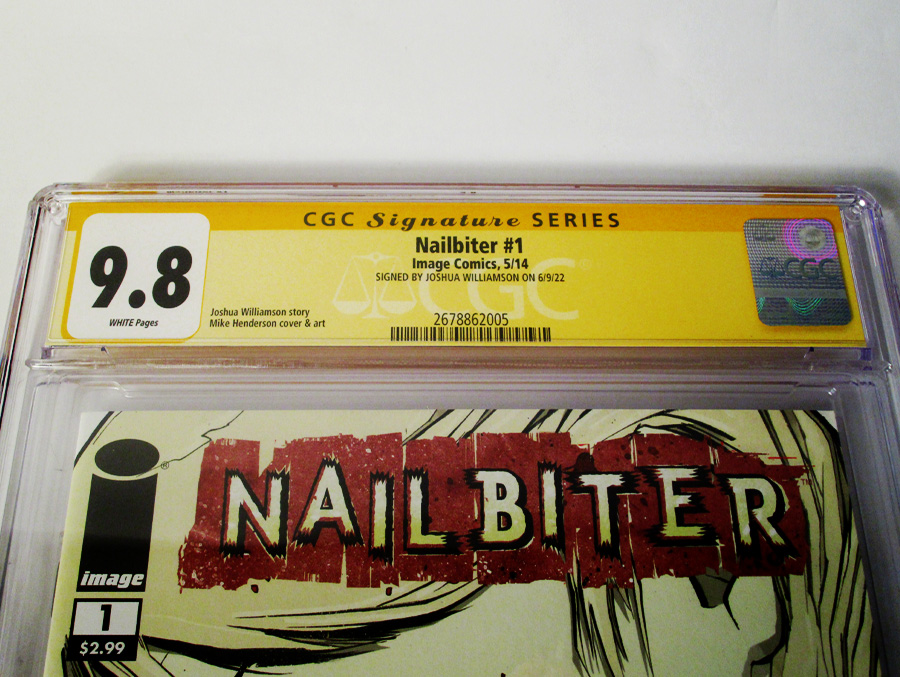 CGC Signature SERIES
9.8
WHITE Pages
Nailbiter #1
Image Comics, 5/14
SIGNED BY JOSHUA WILLIAMSON ON 6/9/22
Joshua Williamson story
Mike Henderson cover & art
CGC
2678862005
CGC
NAILBITER
image
1
$2.99